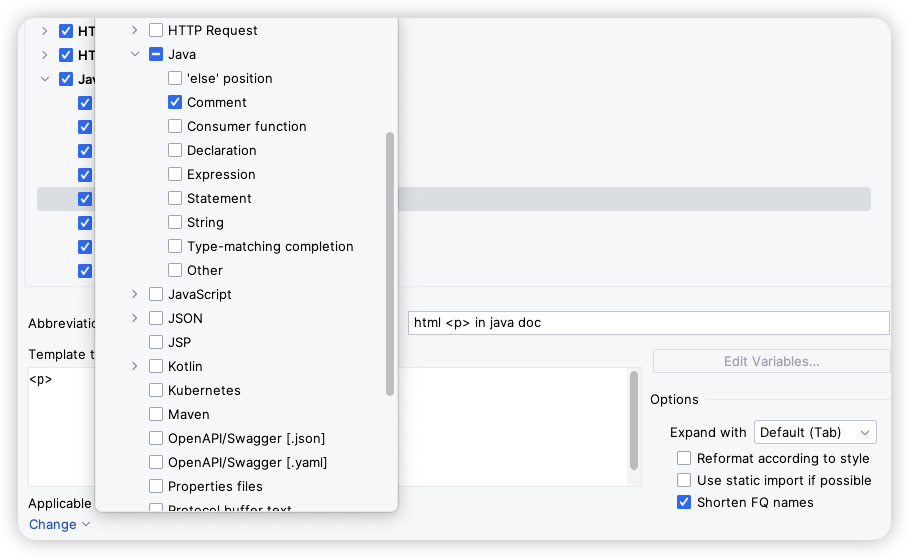 HT
HTTP Request
HT
Java
Jav
'else' position
Comment
Consumer function
Declaration
Expression
Statement
String
Type-matching completion
Other
JavaScript
JSON
JSP
Kotlin
Kubernetes
Maven
OpenAPI/Swagger [.json]
OpenAPI/Swagger [.yaml]
Properties files
Protocol buffer text
Abbreviatio
html <p> in java doc
Template t
<p>
Edit Variables...
Options
Expand with Default (Tab)
Reformat according to style
Use static import if possible
Shorten FQ names
Applicable
Change